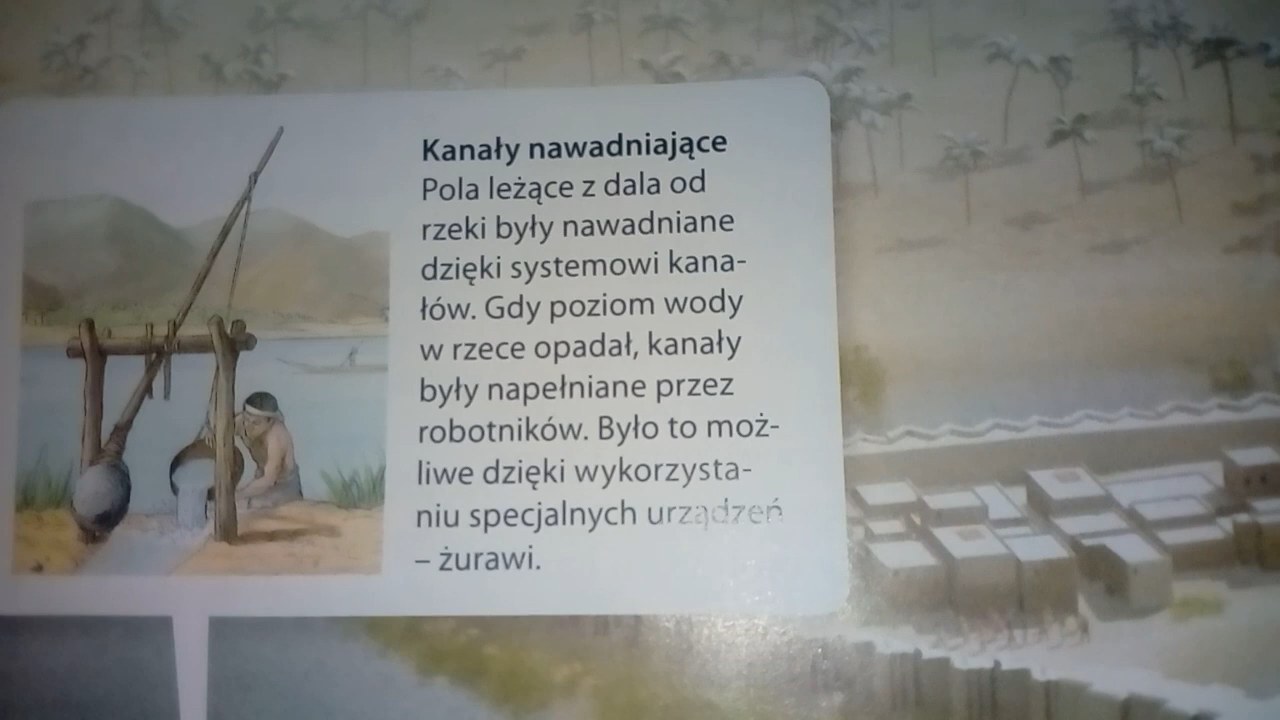 Kanały nawadniające
Pola leżące z dala od
rzeki były nawadniane
dzięki systemowi kana-
łów. Gdy poziom wody
w rzece opadał, kanały
były napełniane przez
robotników. Było to moż-
liwe dzięki wykorzysta-
niu specjalnych urządzeń
– żurawi.